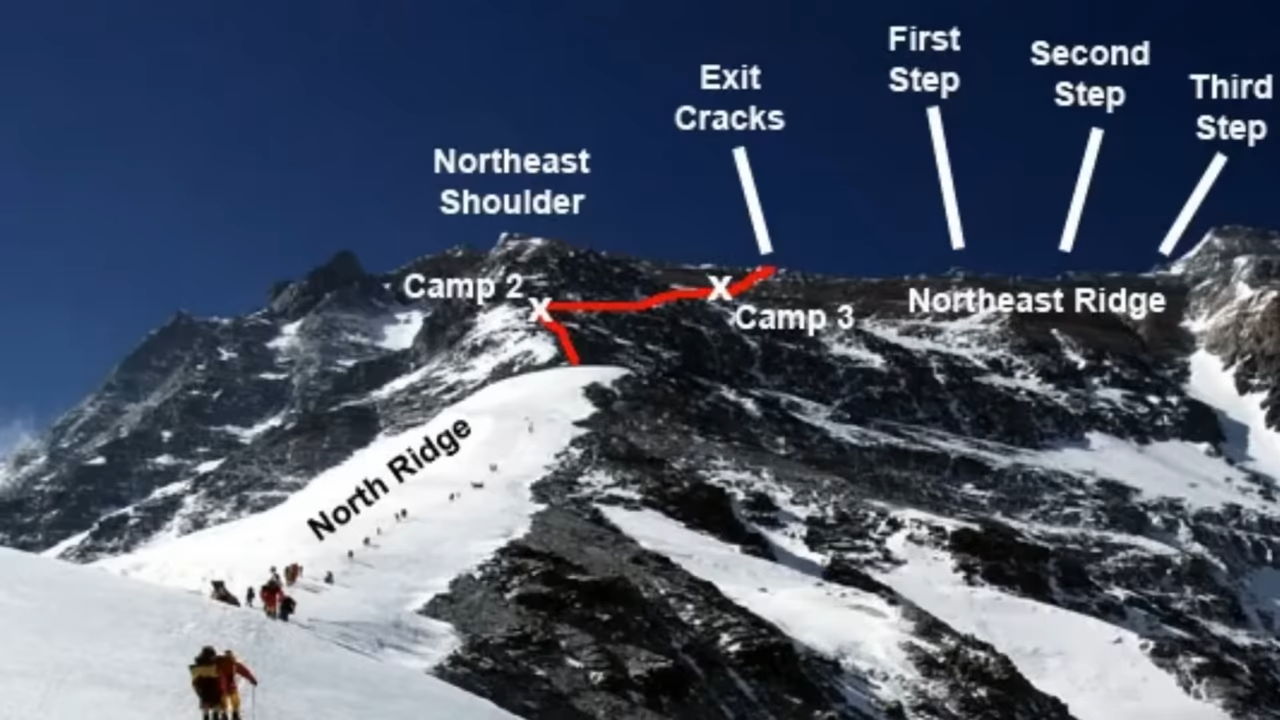 First
Step
Second
Step
Exit
Cracks
Third
Step
Northeast
Shoulder
Camp 2
X
X
Camp 3
Northeast Ridge
North Ridge